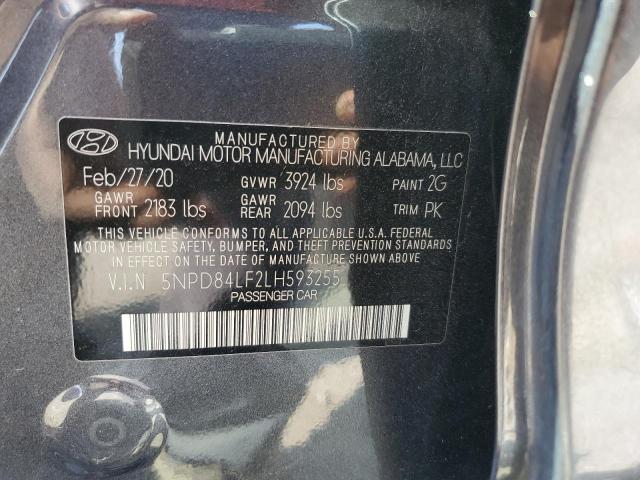 MANUFACTURED BY
HYUNDAI MOTOR MANUFACTURING ALABAMA, LLC
Feb/27/20 GVWR 3924 lbs PAINT 2G
GAWR FRONT 2183 lbs GAWR REAR 2094 lbs TRIM PK
THIS VEHICLE CONFORMS TO ALL APPLICABLE U.S.A. FEDERAL
MOTOR VEHICLE SAFETY, BUMPER, AND THEFT PREVENTION STANDARDS
IN EFFECT ON THE DATE OF MANUFACTURE SHOWN ABOVE
V.I.N 5NPD84LF2LH593255
PASSENGER CAR